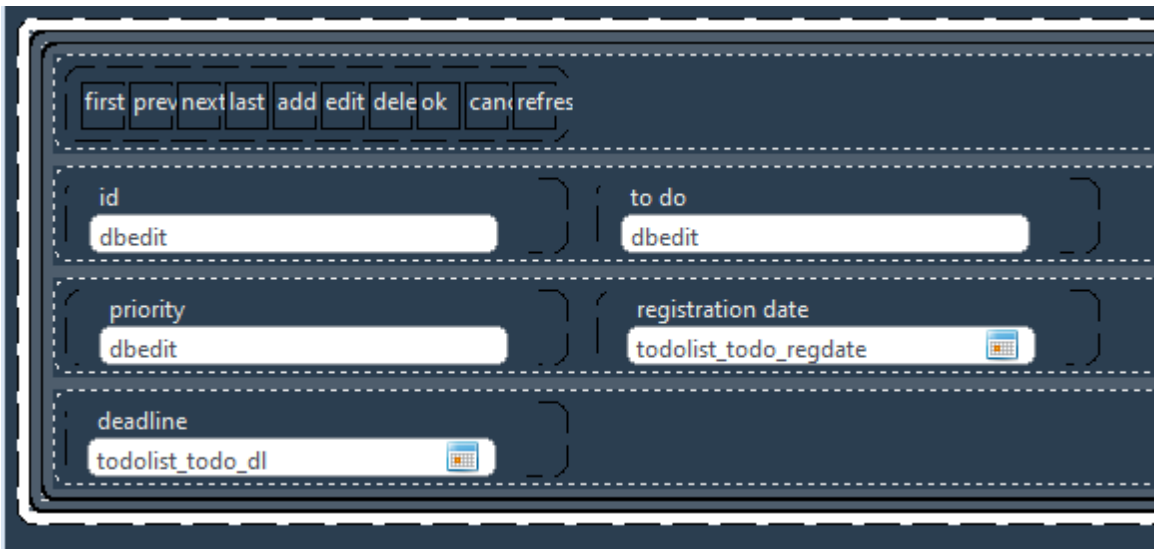 first prev next last add edit dele ok canc refres
id to do
dbedit dbedit
priority registration date
dbedit todolist_todo_regdate
deadline
todolist_todo_dl